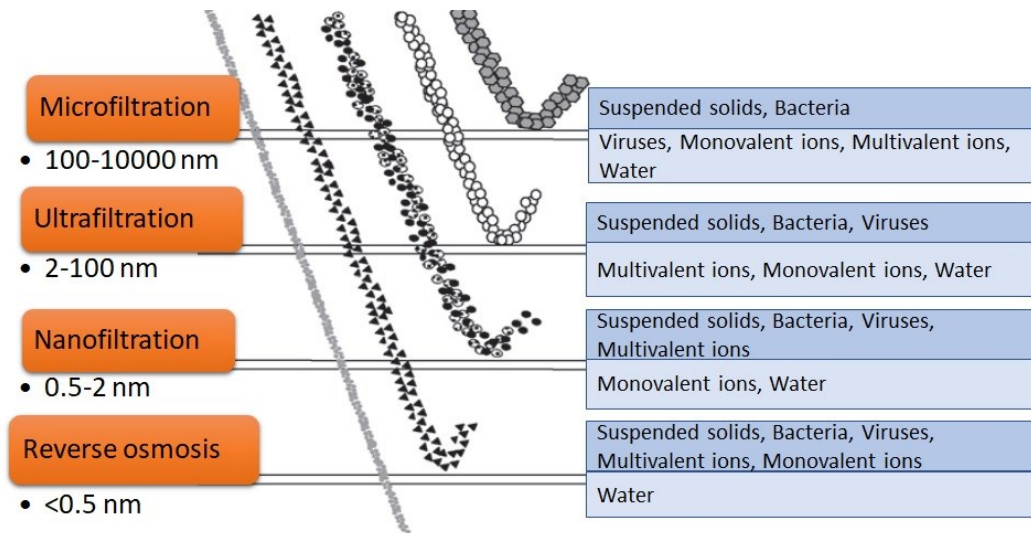 Microfiltration
• 100-10000 nm
Suspended solids, Bacteria
Viruses, Monovalent ions, Multivalent ions,
Water
Ultrafiltration
• 2-100 nm
Suspended solids, Bacteria, Viruses
Multivalent ions, Monovalent ions, Water
Nanofiltration
• 0.5-2 nm
Suspended solids, Bacteria, Viruses,
Multivalent ions
Monovalent ions, Water
Reverse osmosis
• <0.5 nm
Suspended solids, Bacteria, Viruses,
Multivalent ions, Monovalent ions
Water